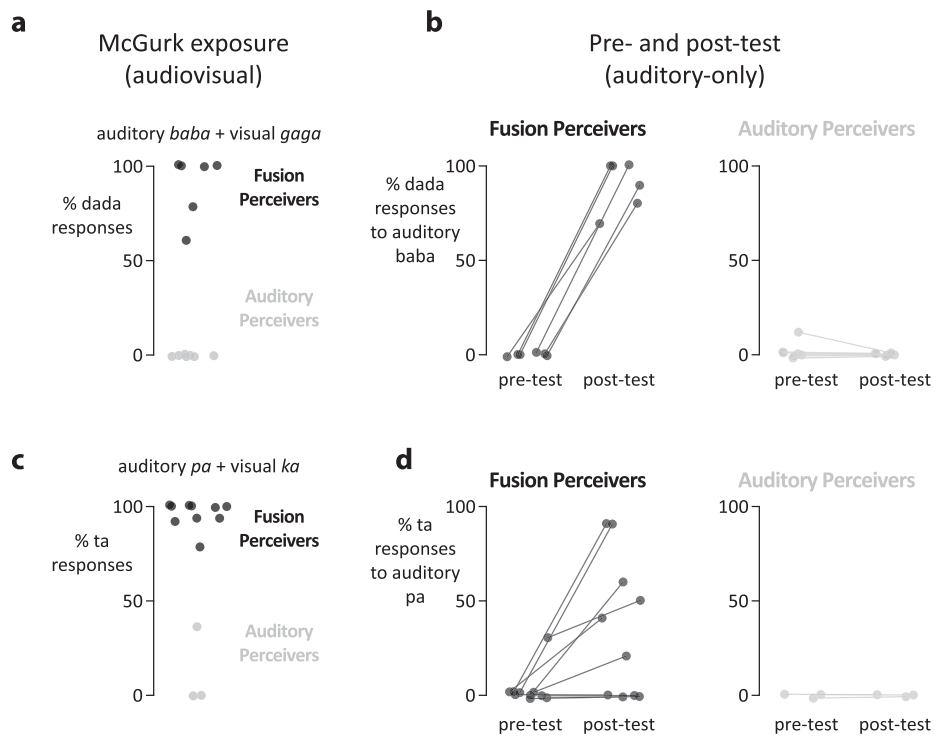 a
McGurk exposure
(audiovisual)
auditory baba + visual gaga
100
50
0
% dada
responses
Fusion
Perceivers
Auditory
Perceivers
b
Pre- and post-test
(auditory-only)
Fusion Perceivers
100
50
0
% dada
responses
to auditory
baba
pre-test
post-test
Auditory Perceivers
100
50
0
pre-test
post-test
c
auditory pa + visual ka
100
50
0
% ta
responses
Fusion
Perceivers
Auditory
Perceivers
d
Fusion Perceivers
100
50
0
% ta
responses
to auditory
pa
pre-test
post-test
Auditory Perceivers
100
50
0
pre-test
post-test